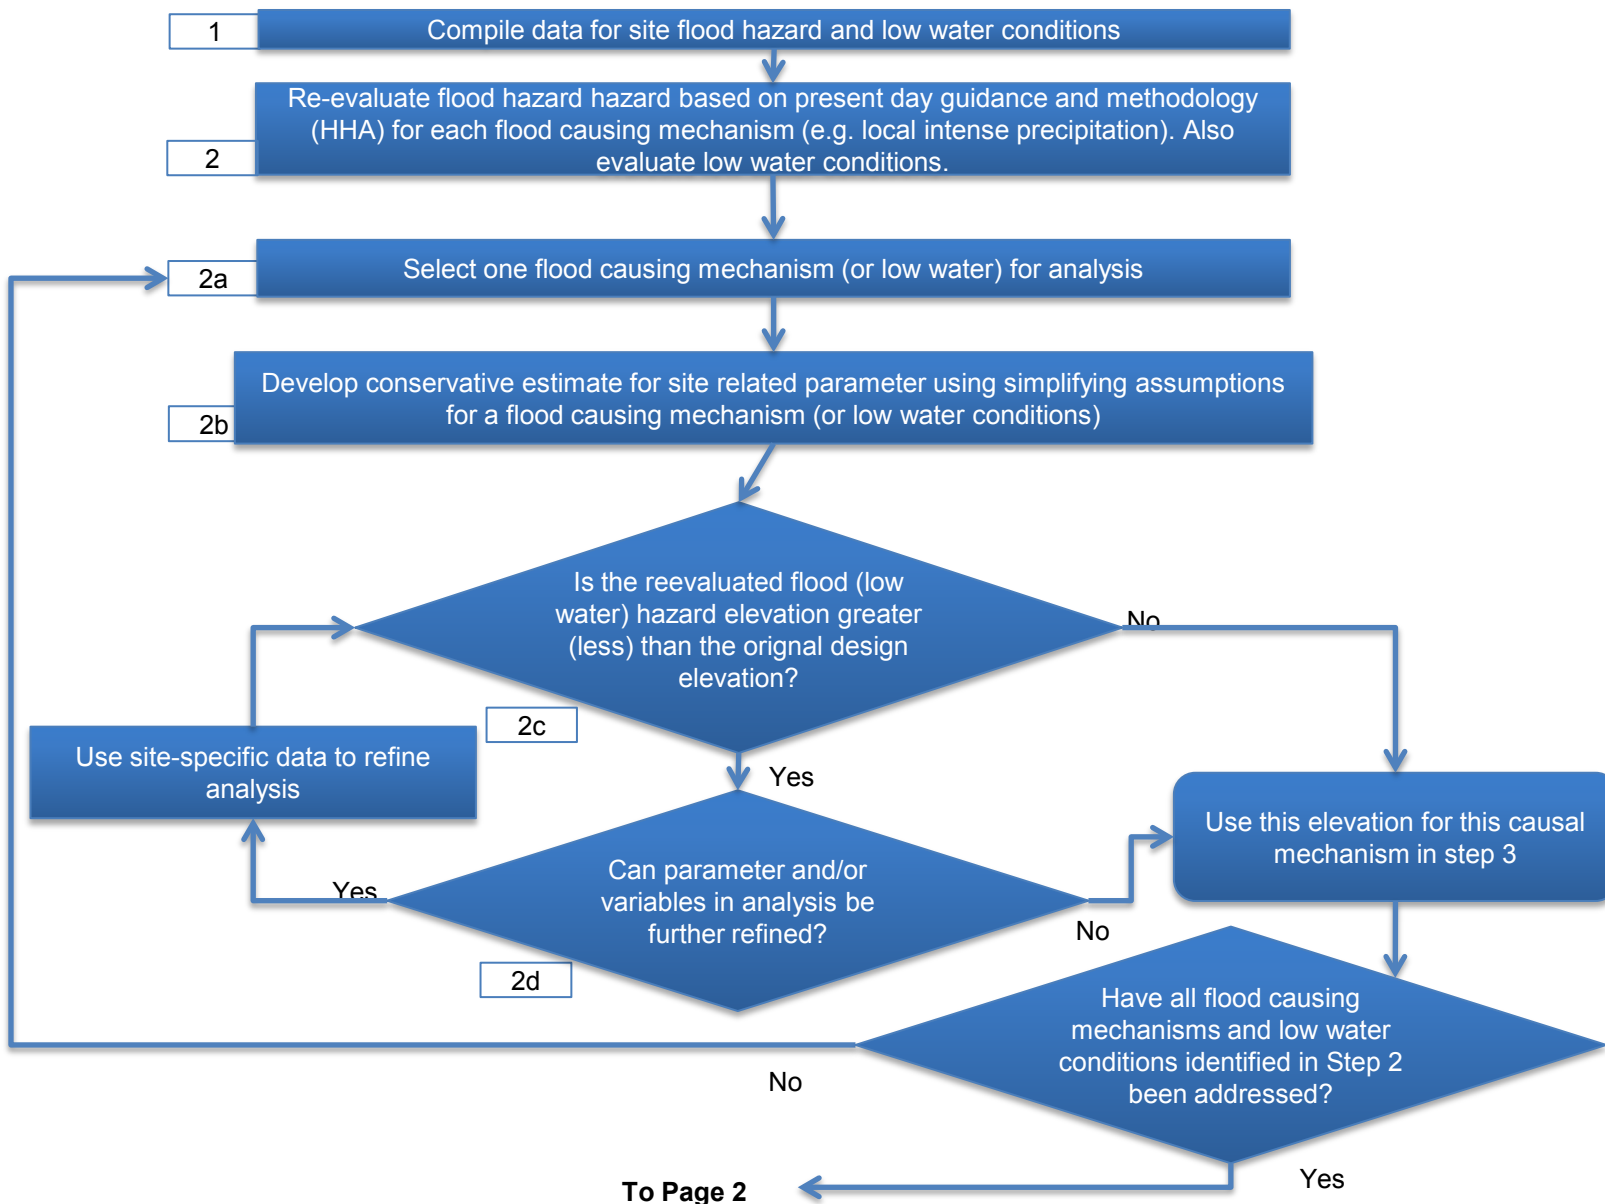 1
Compile data for site flood hazard and low water conditions
Re-evaluate flood hazard hazard based on present day guidance and methodology
(HHA) for each flood causing mechanism (e.g. local intense precipitation). Also
evaluate low water conditions.
2
2a
Select one flood causing mechanism (or low water) for analysis
Develop conservative estimate for site related parameter using simplifying assumptions
for a flood causing mechanism (or low water conditions)
2b
Is the reevaluated flood (low
water) hazard elevation greater
(less) than the orignal design
elevation?
No
2c
Use site-specific data to refine
analysis
Yes
Can parameter and/or
variables in analysis be
further refined?
Yes
No
2d
Use this elevation for this causal
mechanism in step 3
Have all flood causing
mechanisms and low water
conditions identified in Step 2
been addressed?
No
Yes
To Page 2